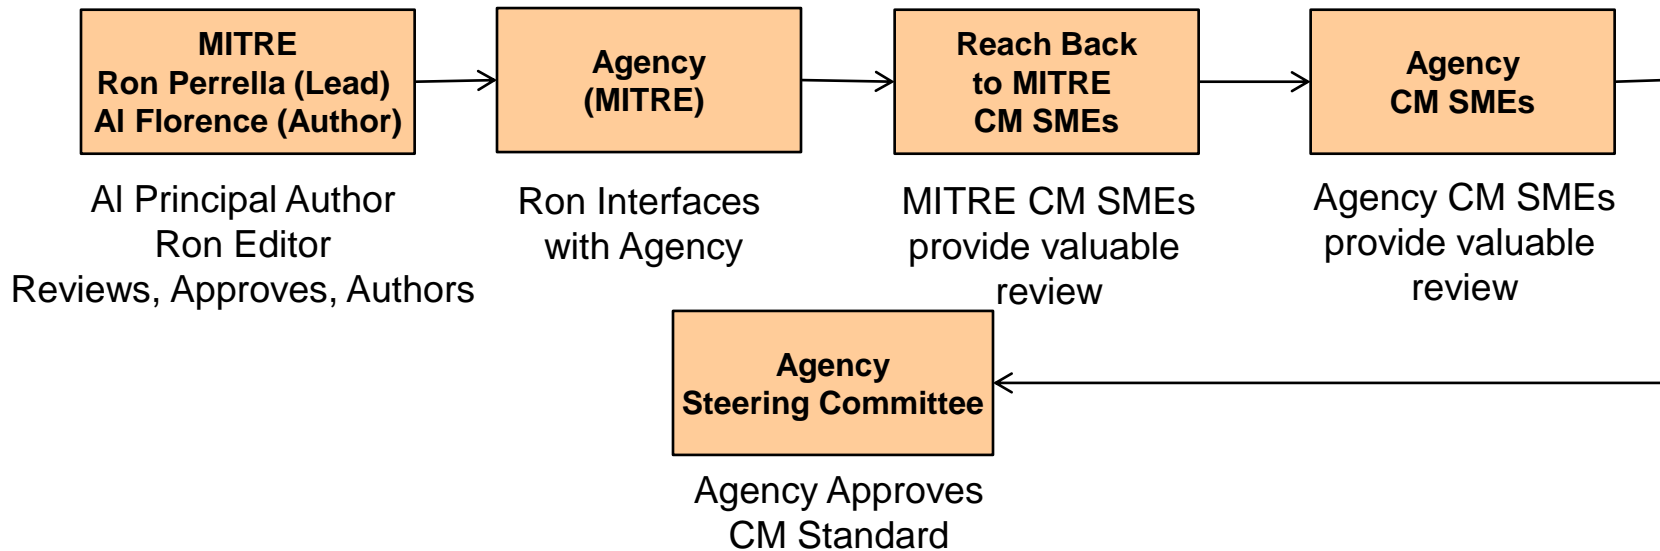 MITRE
Ron Perrella (Lead)
Al Florence (Author)
Agency
(MITRE)
Reach Back
to MITRE
CM SMEs
Agency
CM SMEs
Al Principal Author
Ron Editor
Reviews, Approves, Authors
Ron Interfaces
with Agency
MITRE CM SMEs
provide valuable
review
Agency CM SMEs
provide valuable
review
Agency
Steering Committee
Agency Approves
CM Standard